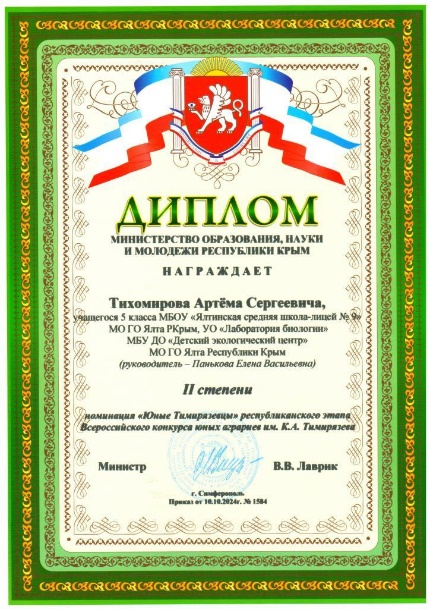 ДИПЛОМ
МИНИСТЕРСТВО ОБРАЗОВАНИЯ, НАУКИ
И МОЛОДЕЖИ РЕСПУБЛИКИ КРЫМ
НАГРАЖДАЕТ
Тихомирова Артёма Сергеевича,
учащегося 5 класса МБОУ «Ялтинская средняя школа-лицей № 9»
МО ГО Ялта РКрым, УО «Лаборатория биологии»
МБУ ДО «Детский экологический центр»
МО ГО Ялта Республики Крым
(руководитель – Панькова Елена Васильевна)
II степени
номинация «Юные Тимирязевцы» республиканского этапа
Всероссийского конкурса юных аграриев им. К.А. Тимирязева
Министр В.В. Лаврик
г. Симферополь
Приказ от 10.10.2024г. № 1584